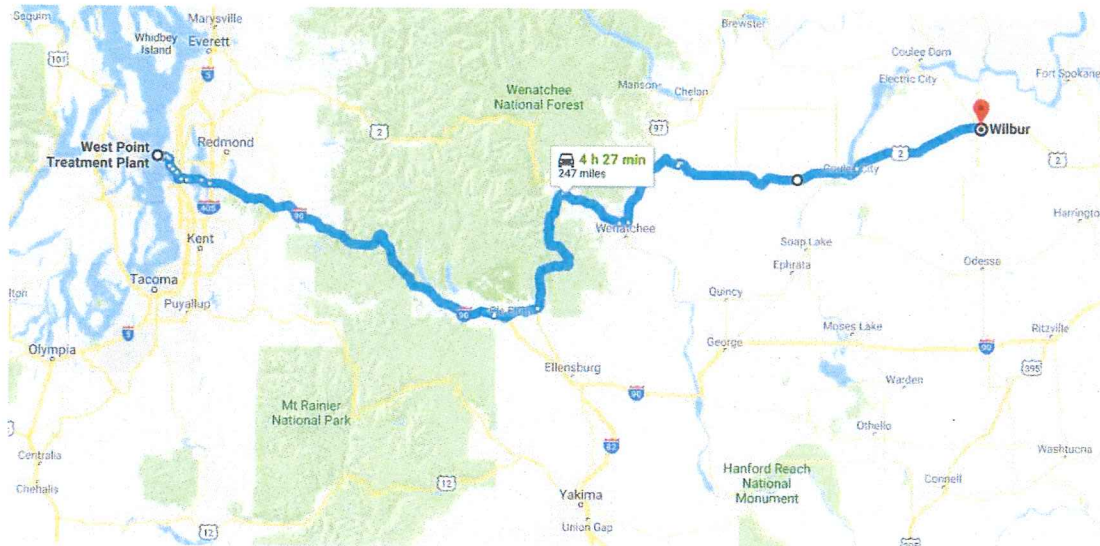 Sequim
Marysville
Whidbey
Island
Everett
101
5
Brewster
Coulee Dam
Electric City
Fort Spokane
Manson
Chelan
Wenatchee
National Forest
2
97
West Point
Treatment Plant
Redmond
Wilbur
4 h 27 min
247 miles
2
2
Coulee City
405
90
Kent
Wenatchee
Harrington
Soap Lake
Ephrata
Odessa
Tacoma
Puyallup
Quincy
90
5
Moses Lake
Ritzville
Olympia
George
90
395
Ellensburg
Warden
90
Mt Rainier
National Park
Othello
Washtucna
82
Centralia
Hanford Reach
National
Monument
Connell
Chehalis
12
Yakima
Union Gap
12